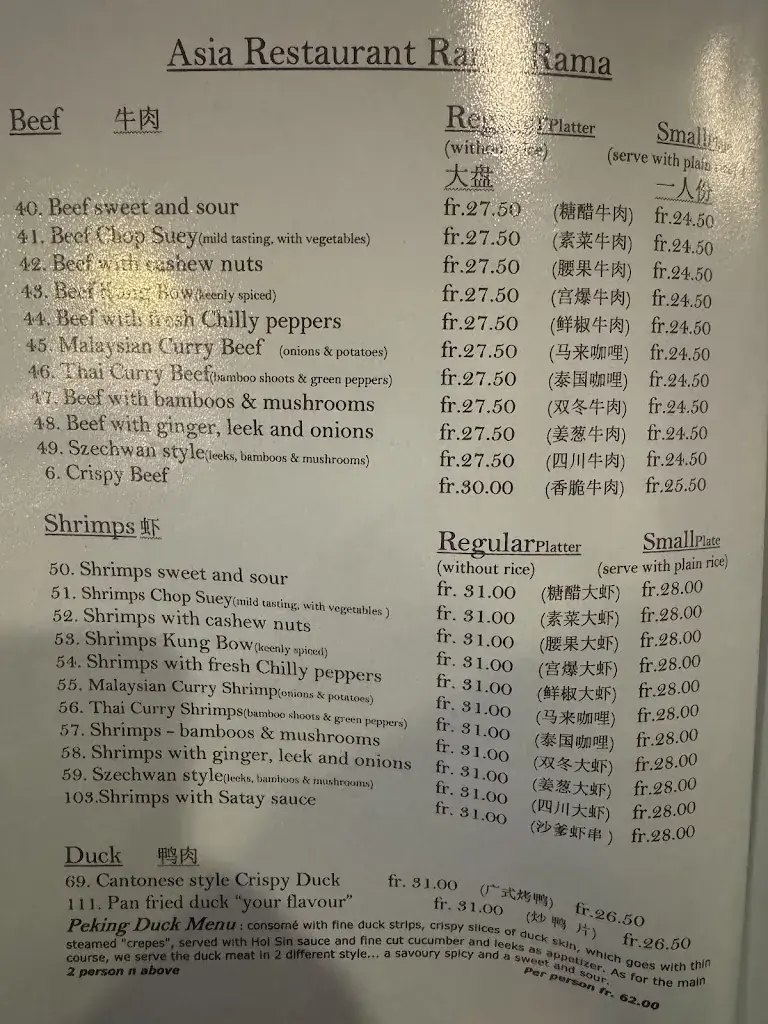 Asia Restaurant Rama
Beef 牛肉 Platter Small
(without rice) (serve with plain rice)
大盘 一人份
40. Beef sweet and sour fr.27.50 (糖醋牛肉) fr.24.50
41. Beef Chop Suey(mild tasting, with vegetables) fr.27.50 (素菜牛肉) fr.24.50
42. Beef with cashew nuts fr.27.50 (腰果牛肉) fr.24.50
43. Beef Kong Bow(keenly spiced) fr.27.50 (宫爆牛肉) fr.24.50
44. Beef with fresh Chilly peppers fr.27.50 (鲜椒牛肉) fr.24.50
45. Malaysian Curry Beef (onions & potatoes) fr.27.50 (马来咖哩) fr.24.50
46. Thai Curry Beef(bamboo shoots & green peppers) fr.27.50 (泰国咖哩) fr.24.50
47. Beef with bamboos & mushrooms fr.27.50 (双冬牛肉) fr.24.50
48. Beef with ginger, leek and onions fr.27.50 (姜葱牛肉) fr.24.50
49. Szechwan style(leeks, bamboos & mushrooms) fr.27.50 (四川牛肉) fr.24.50
6. Crispy Beef fr.30.00 (香脆牛肉) fr.25.50
Shrimps 虾 Regular Platter Small Plate
(without rice) (serve with plain rice)
50. Shrimps sweet and sour fr. 31.00 (糖醋大虾) fr.28.00
51. Shrimps Chop Suey(mild tasting, with vegetables ) fr. 31.00 (素菜大虾) fr.28.00
52. Shrimps with cashew nuts fr. 31.00 (腰果大虾) fr.28.00
53. Shrimps Kung Bow(keenly spiced) fr. 31.00 (宫爆大虾) fr.28.00
54. Shrimps with fresh Chilly peppers fr. 31.00 (鲜椒大虾) fr.28.00
55. Malaysian Curry Shrimp(onions & potatoes) fr. 31.00 (马来咖哩) fr.28.00
56. Thai Curry Shrimps(bamboo shoots & green peppers) fr. 31.00 (泰国咖哩) fr.28.00
57. Shrimps - bamboos & mushrooms fr. 31.00 (双冬大虾) fr.28.00
58. Shrimps with ginger, leek and onions fr. 31.00 (姜葱大虾) fr.28.00
59. Szechwan style(leeks, bamboos & mushrooms) fr. 31.00 (四川大虾) fr.28.00
103.Shrimps with Satay sauce fr. 31.00 (沙爹虾串 ) fr.28.00
Duck 鸭肉
69. Cantonese style Crispy Duck fr. 31.00 (广式烤鸭) fr.26.50
111. Pan fried duck "your flavour" fr. 31.00 (炒 鸭 片) fr.26.50
Peking Duck Menu : consomé with fine duck strips, crispy slices of duck skin, which goes with thin
steamed "crepes", served with Hoi Sin sauce and fine cut cucumber and leeks as appetizer. As for the main
course, we serve the duck meat in 2 different style... a savoury spicy and a sweet and sour.
2 person n above Per person fr. 62.00